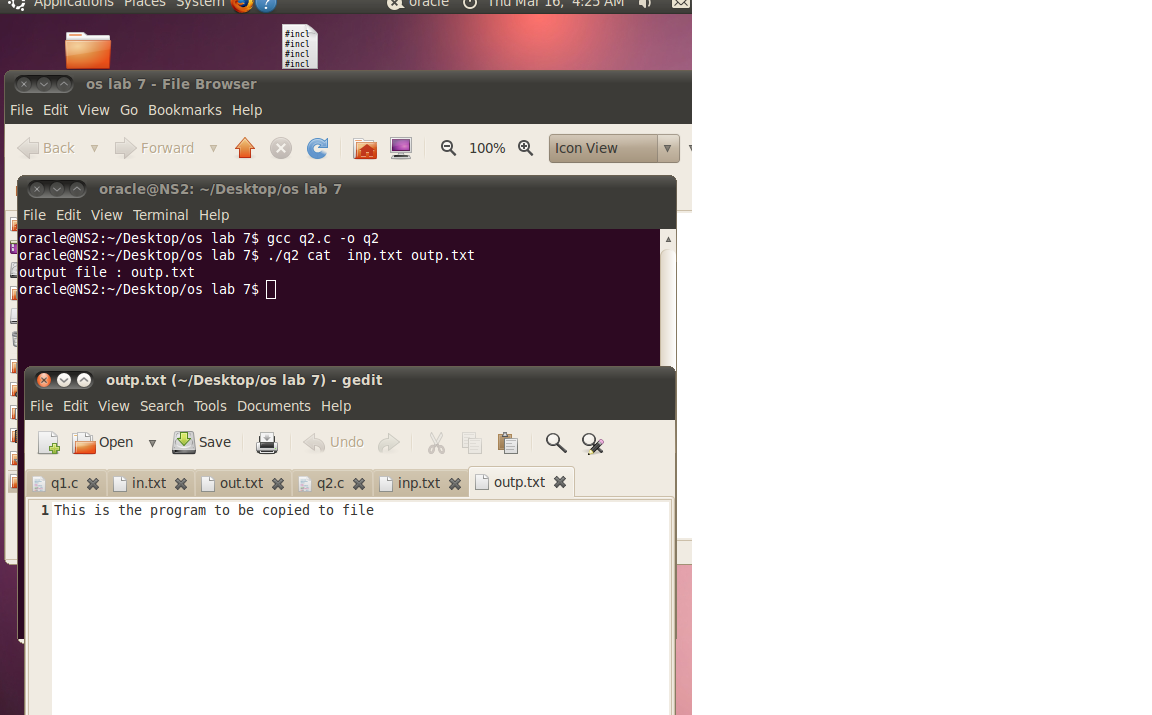 Applications Places System oracle Thu Mar 16, 4:25 AM
#incl
#incl
#incl
#incl
os lab 7 - File Browser
File Edit View Go Bookmarks Help
Back Forward 100% Icon View
oracle@NS2: ~/Desktop/os lab 7
File Edit View Terminal Help
oracle@NS2:~/Desktop/os lab 7$ gcc q2.c -o q2
oracle@NS2:~/Desktop/os lab 7$ ./q2 cat  inp.txt outp.txt
output file : outp.txt
oracle@NS2:~/Desktop/os lab 7$
outp.txt (~/Desktop/os lab 7) - gedit
File Edit View Search Tools Documents Help
Open Save Undo
q1.c in.txt out.txt q2.c inp.txt outp.txt
1 This is the program to be copied to file